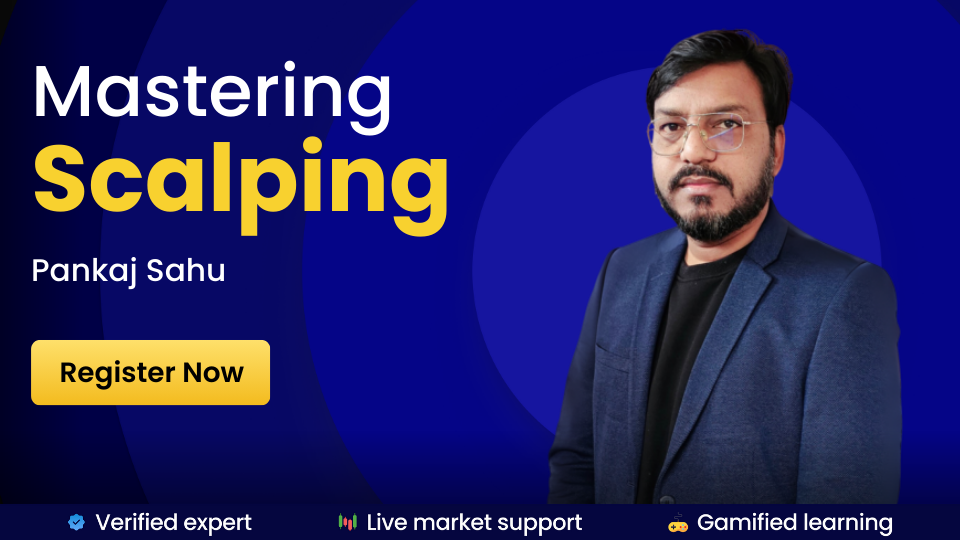 Mastering
Scalping
Pankaj Sahu
Register Now
Verified expert
Live market support
Gamified learning